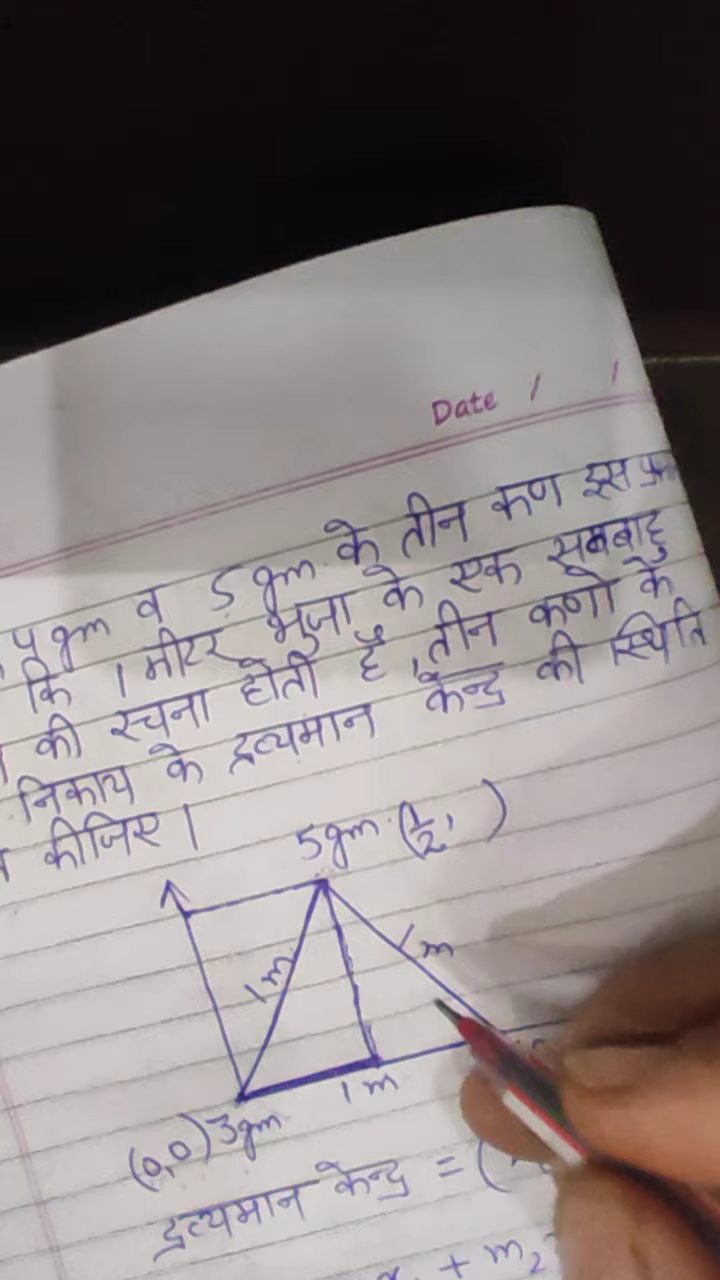 Date / /
4 gm व 5 gm के तीन कण इस
कि 1 मीटर भुजा के एक समबाहु
की रचना होती है, तीन कणो के
निकाय के द्रव्यमान केन्द्र की स्थिति
कीजिए।
5gm (1/2,     )
1m
1m
1m
(0,0) 3gm
द्रव्यमान केन्द्र = (
+ m₂